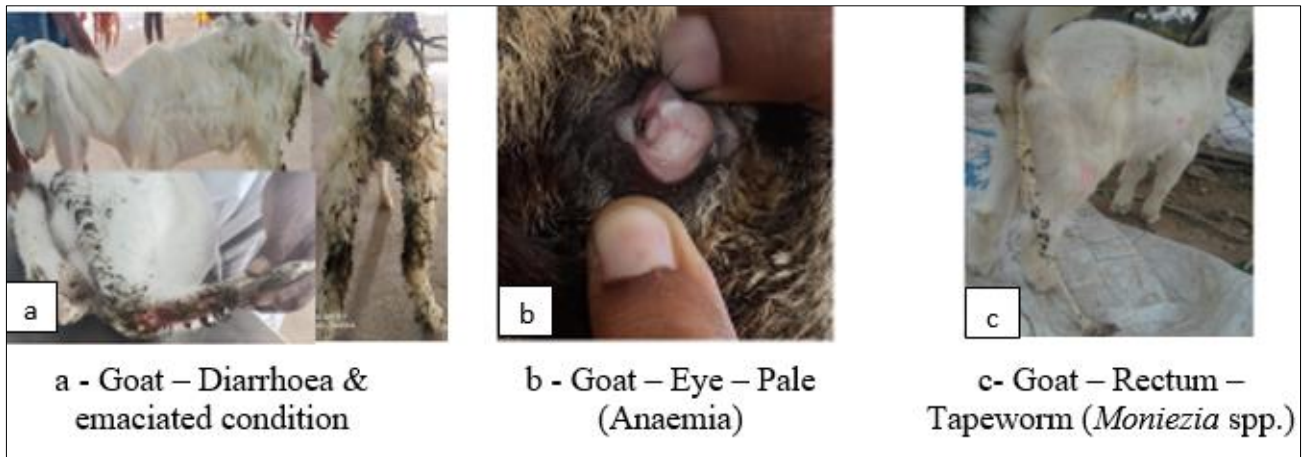 a
b
c
a - Goat – Diarrhoea &
emaciated condition
b - Goat – Eye – Pale
(Anaemia)
c- Goat – Rectum –
Tapeworm (Moniezia spp.)